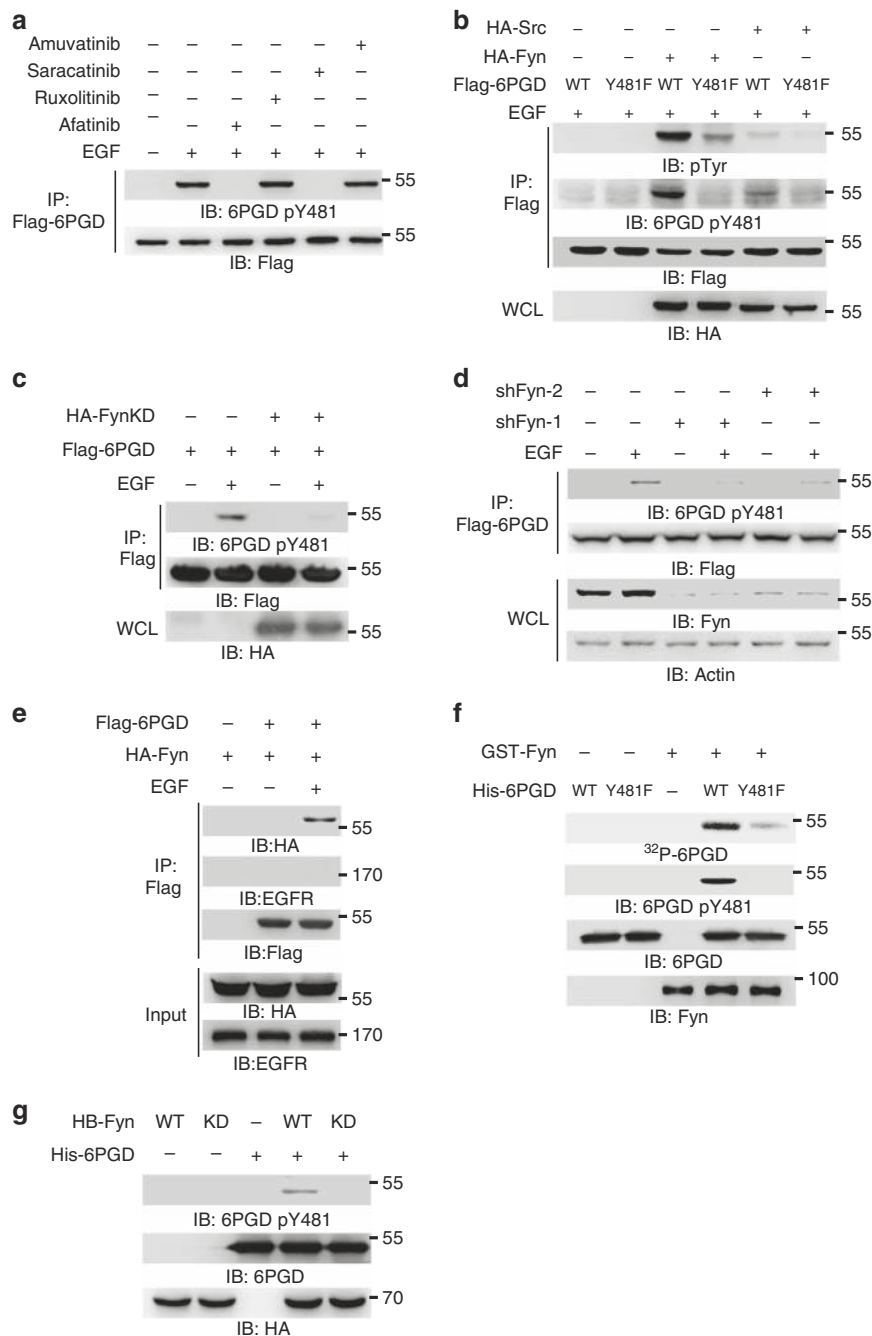 a
Amuvatinib – – – – – +
Saracatinib – – – – + –
Ruxolitinib – – – + – –
Afatinib – – + – – –
EGF – + + + + +
IP:
Flag-6PGD
55
IB: 6PGD pY481
55
IB: Flag
b
HA-Src – – – – + +
HA-Fyn – – + + – –
Flag-6PGD WT Y481F WT Y481F WT Y481F
EGF + + + + + +
IP:
Flag
55
IB: pTyr
55
IB: 6PGD pY481
55
IB: Flag
WCL
55
IB: HA
c
HA-FynKD – – + +
Flag-6PGD + + + +
EGF – + – +
IP:
Flag
55
IB: 6PGD pY481
55
IB: Flag
WCL
55
IB: HA
d
shFyn-2 – – – – + +
shFyn-1 – – + + – –
EGF – + – + – +
IP:
Flag-6PGD
55
IB: 6PGD pY481
55
IB: Flag
WCL
55
IB: Fyn
55
IB: Actin
e
Flag-6PGD – + +
HA-Fyn + + +
EGF – – +
IP:
Flag
55
IB:HA
170
IB:EGFR
55
IB:Flag
Input
55
IB: HA
170
IB:EGFR
f
GST-Fyn – – + + +
His-6PGD WT Y481F – WT Y481F
55
32P-6PGD
55
IB: 6PGD pY481
55
IB: 6PGD
100
IB: Fyn
g
HB-Fyn WT KD – WT KD
His-6PGD – – + + +
55
IB: 6PGD pY481
55
IB: 6PGD
70
IB: HA